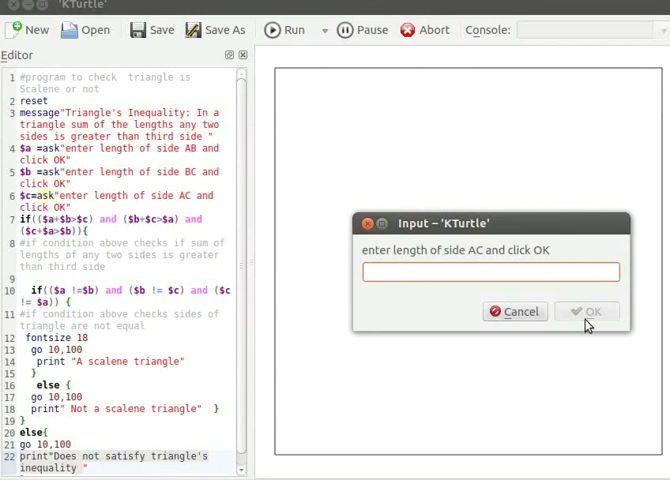 'KTurtle'
New Open Save Save As Run Pause Abort Console:
Editor
1 #program to check triangle is
Scalene or not
2 reset
3 message"Triangle's Inequality: In a
triangle sum of the lengths any two
sides is greater than third side "
4 $a =ask"enter length of side AB and
click OK"
5 $b =ask"enter length of side BC and
click OK"
6 $c=ask"enter length of side AC and
click OK"
7 if(($a+$b>$c) and ($b+$c>$a) and
($c+$a>$b)){
8 #if condition above checks if sum of
lengths of any two sides is greater
than third side
9
10 if(($a !=$b) and ($b != $c) and ($c
!= $a)) {
11 #if condition above checks sides of
triangle are not equal
12 fontsize 18
13 go 10,100
14 print "A scalene triangle"
15 }
16 else {
17 go 10,100
18 print" Not a scalene triangle" }
19 }
20 else{
21 go 10,100
22 print"Does not satisfy triangle's
inequality "
Input – 'KTurtle'
enter length of side AC and click OK
Cancel OK